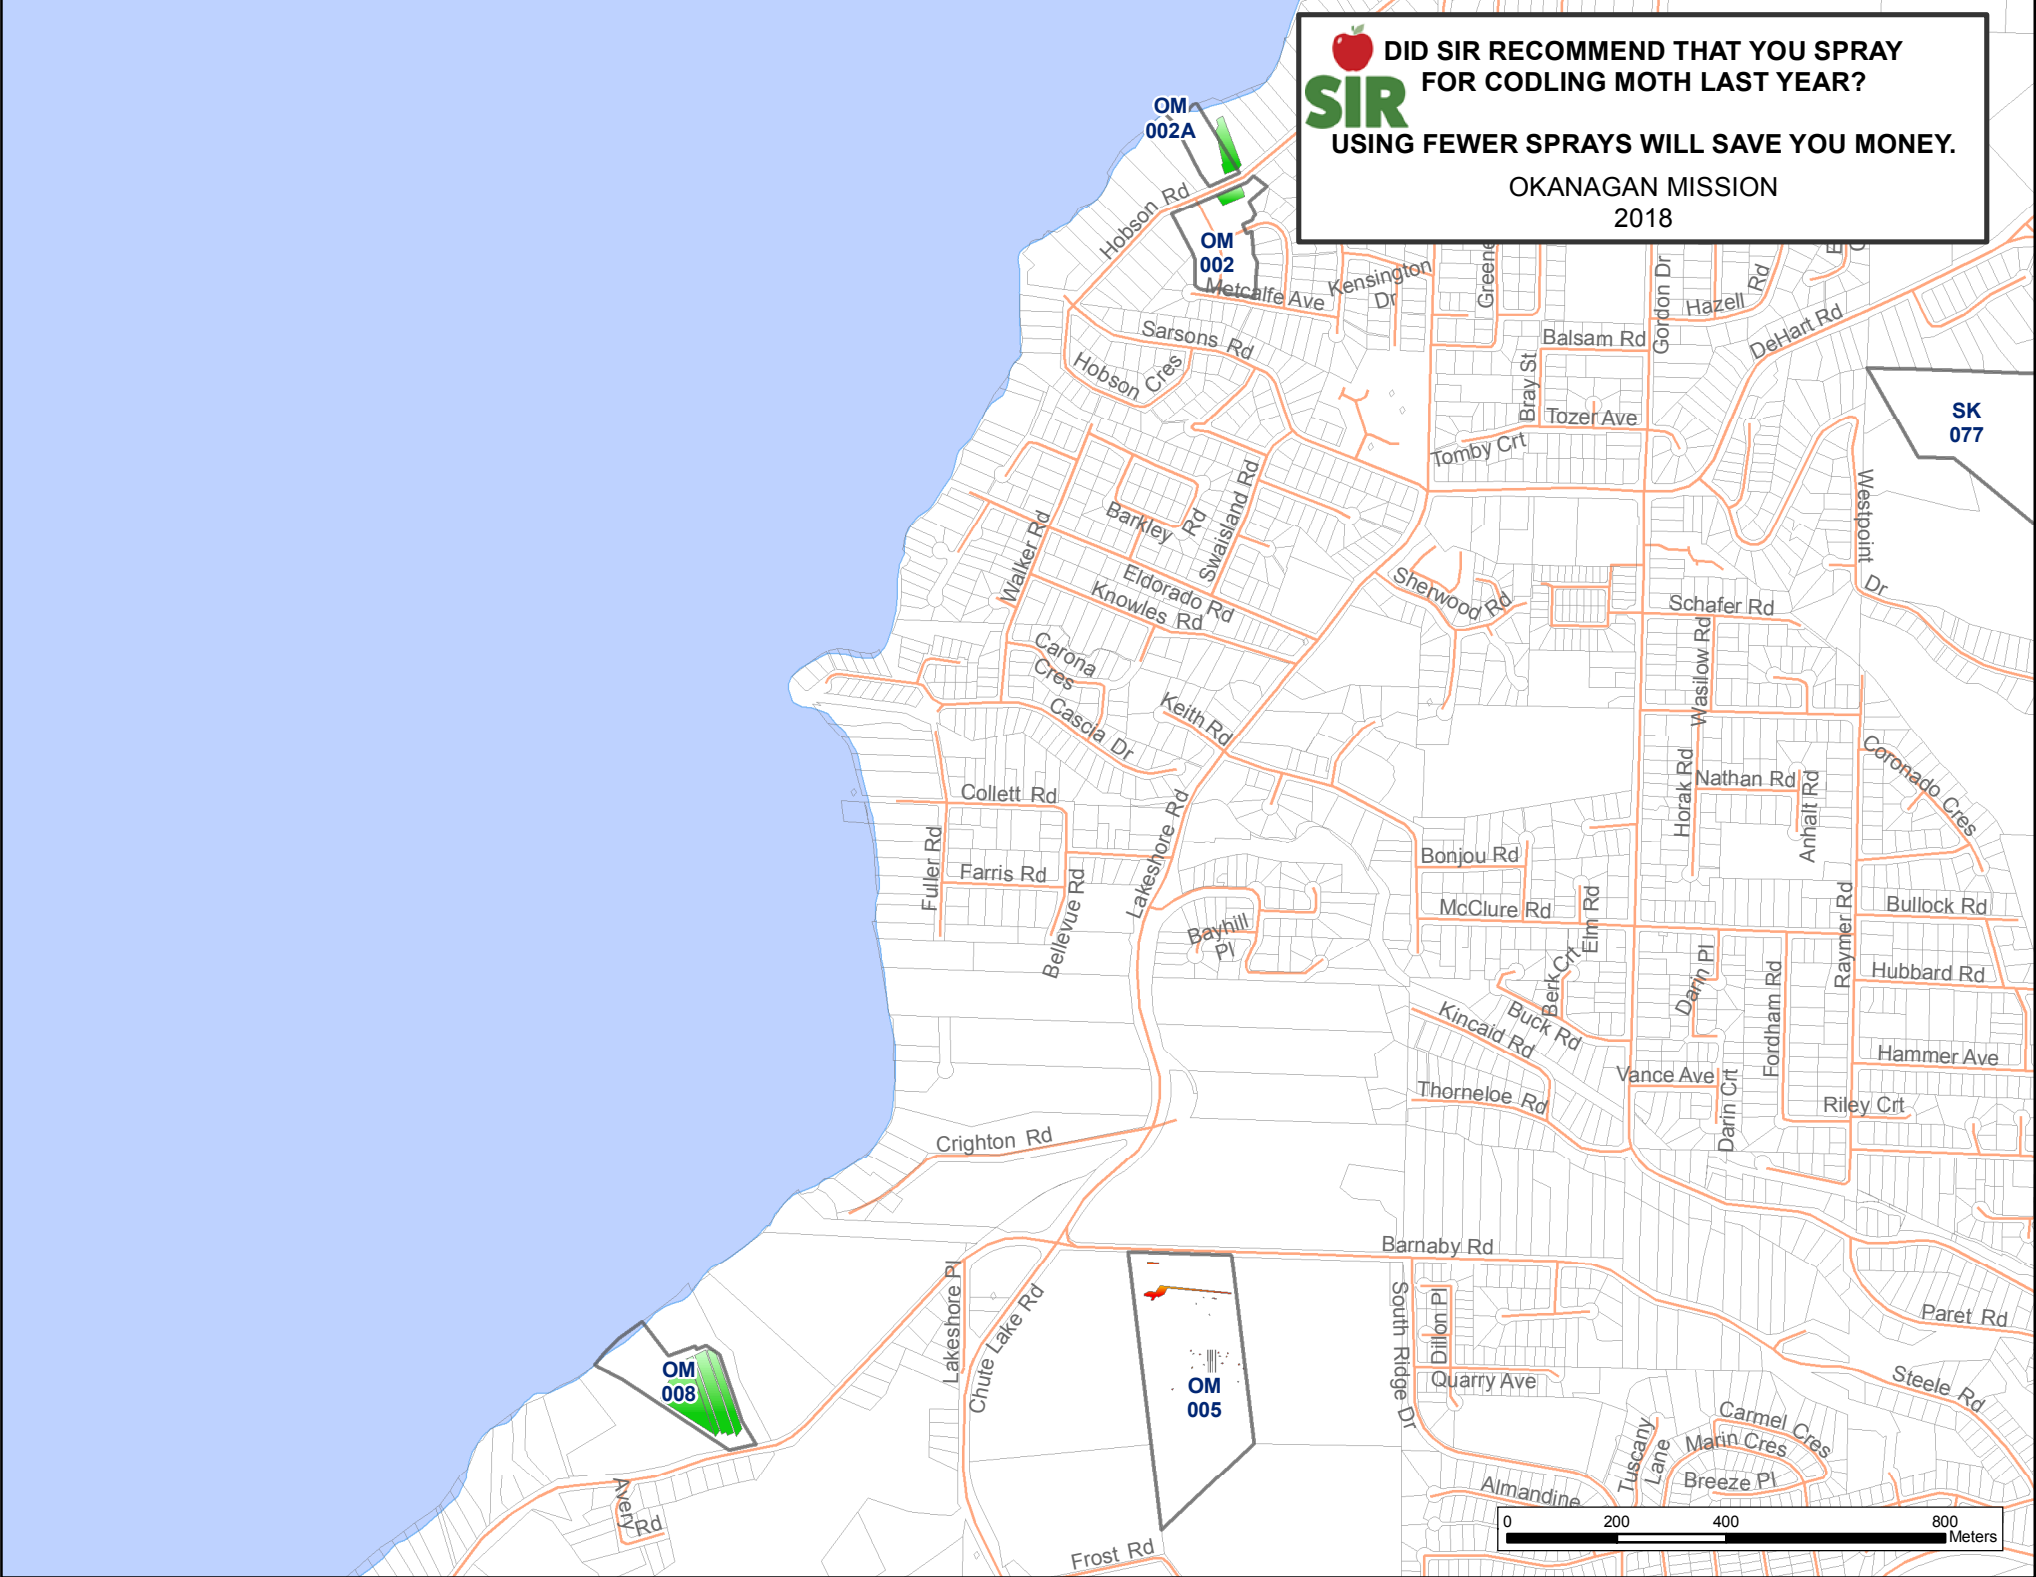 DID SIR RECOMMEND THAT YOU SPRAY
FOR CODLING MOTH LAST YEAR?
SIR
USING FEWER SPRAYS WILL SAVE YOU MONEY.
OKANAGAN MISSION
2018
OM
002A
Hobson Rd
OM
002
Metcalfe Ave
Kensington
Dr
Greene
Gordon Dr
Hazell Rd
DeHart Rd
Sarsons Rd
Hobson Cres
Balsam Rd
Bray St
Tozer Ave
Tomby Crt
SK
077
Westpoint
Dr
Barkley Rd
Swaisland Rd
Walker Rd
Eldorado Rd
Knowles Rd
Sherwood Rd
Schafer Rd
Wasilow Rd
Carona
Cres
Cascia Dr
Keith Rd
Coronado Cres
Nathan Rd
Horak Rd
Anhalt Rd
Collett Rd
Fuller Rd
Farris Rd
Bellevue Rd
Lakeshore Rd
Bonjou Rd
McClure Rd
Elm Rd
Raymer Rd
Bullock Rd
Bayhill
Pl
Berk Crt
Darin Pl
Fordham Rd
Hubbard Rd
Kincaid Rd
Buck Rd
Vance Ave
Darin Crt
Hammer Ave
Thorneloe Rd
Riley Crt
Crighton Rd
Barnaby Rd
Lakeshore Pl
Chute Lake Rd
South Ridge Dr
Dillon Pl
Paret Rd
OM
008
OM
005
Quarry Ave
Steele Rd
Carmel Cres
Marin Cres
Tuscany
Lane
Breeze Pl
Almandine
Avery
Rd
Frost Rd
0 200 400 800
Meters